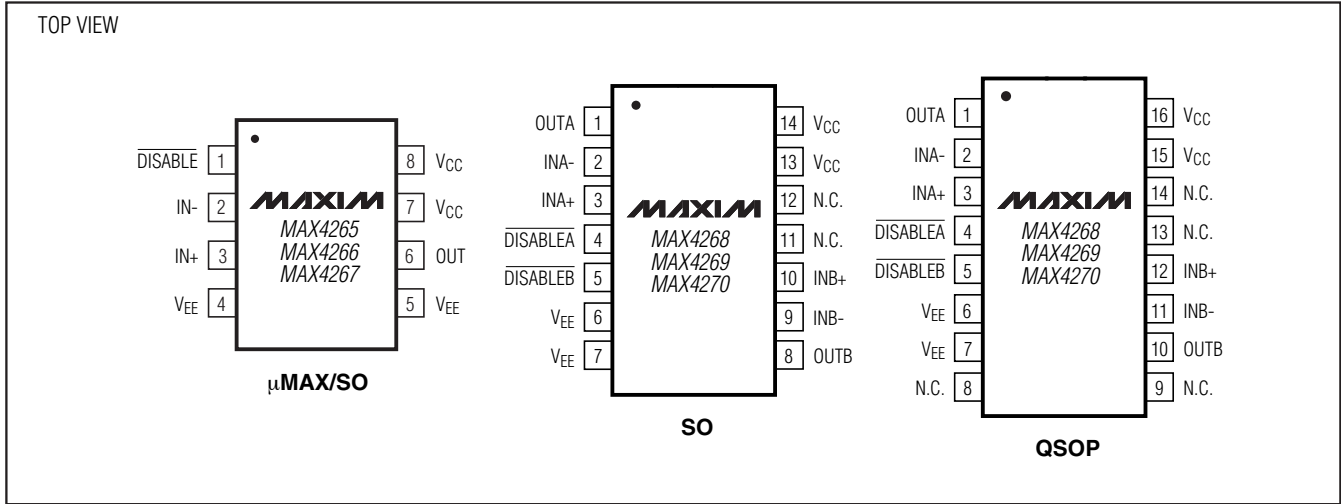 TOP VIEW
DISABLE 1
IN- 2
IN+ 3
VEE 4
8 VCC
7 VCC
6 OUT
5 VEE
MAXIM
MAX4265
MAX4266
MAX4267
μMAX/SO
OUTA 1
INA- 2
INA+ 3
DISABLEA 4
DISABLEB 5
VEE 6
VEE 7
14 VCC
13 VCC
12 N.C.
11 N.C.
10 INB+
9 INB-
8 OUTB
MAXIM
MAX4268
MAX4269
MAX4270
SO
OUTA 1
INA- 2
INA+ 3
DISABLEA 4
DISABLEB 5
VEE 6
VEE 7
N.C. 8
16 VCC
15 VCC
14 N.C.
13 N.C.
12 INB+
11 INB-
10 OUTB
9 N.C.
MAXIM
MAX4268
MAX4269
MAX4270
QSOP